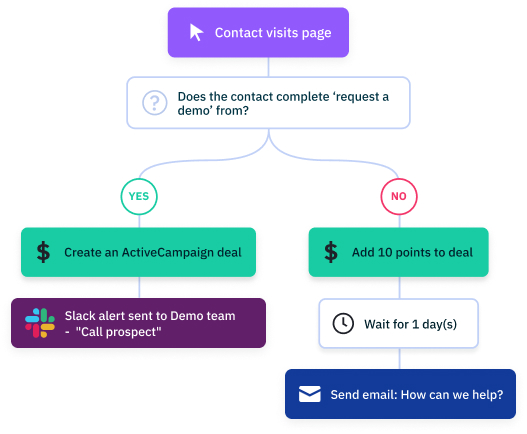 Contact visits page
?
Does the contact complete ‘request a
demo’ from?
YES
NO
$ Create an ActiveCampaign deal
$ Add 10 points to deal
Slack alert sent to Demo team
- "Call prospect"
Wait for 1 day(s)
Send email: How can we help?